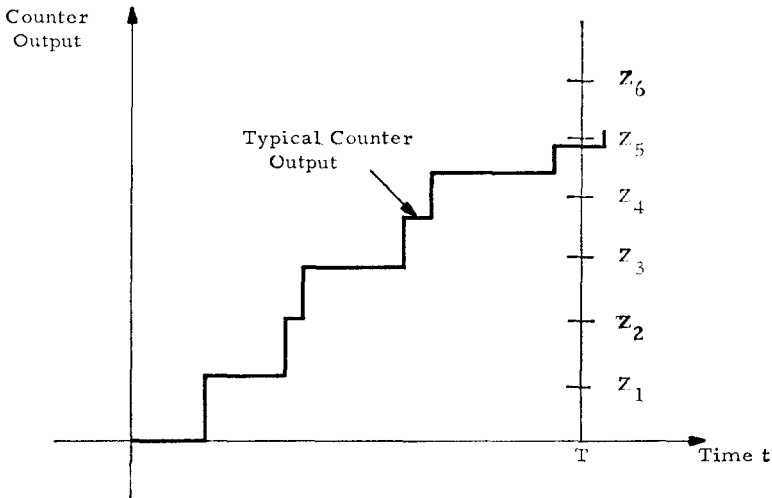 Counter
Output
Z6
Z5
Typical Counter
Output
Z4
Z3
Z2
Z1
T
Time t